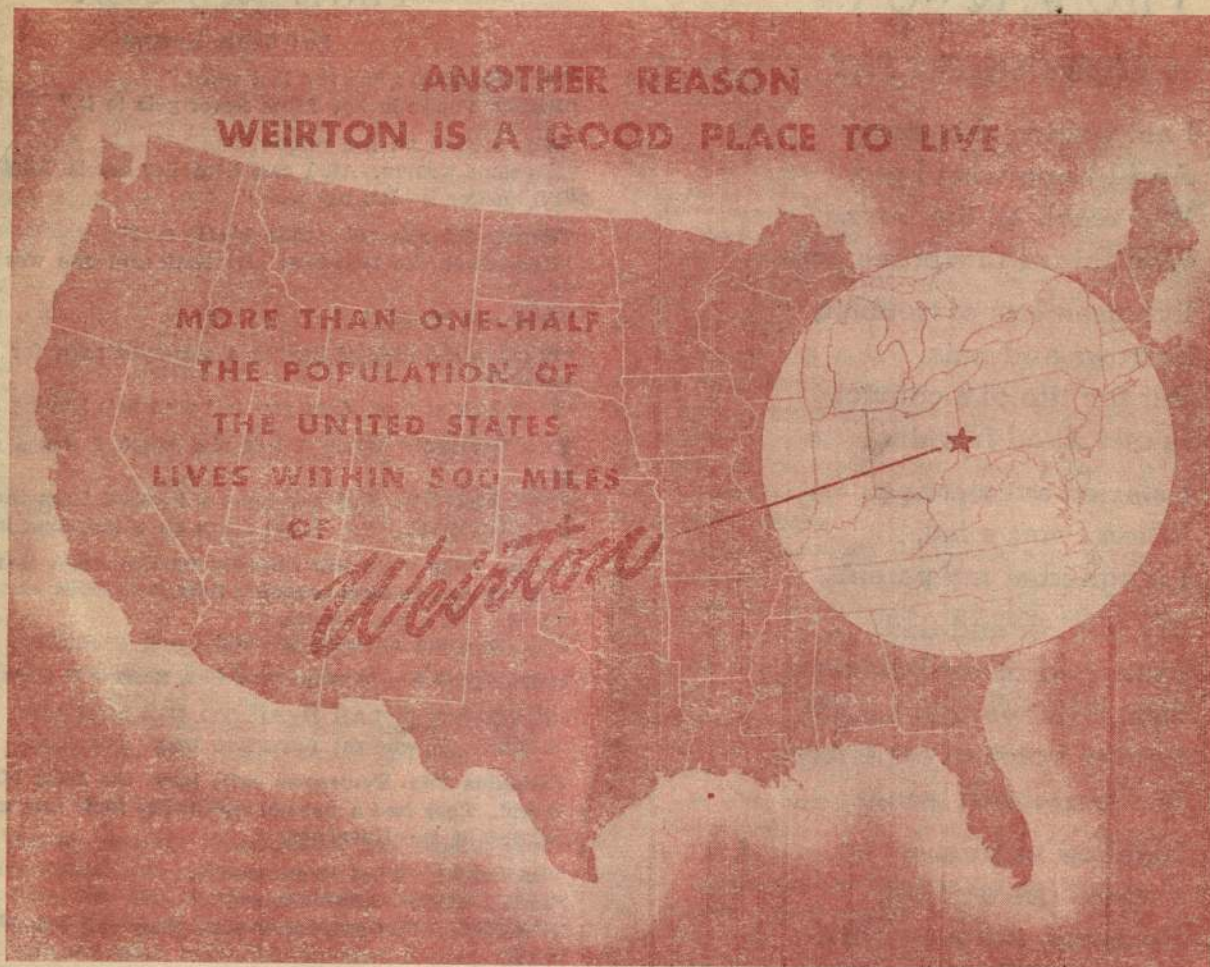 ANOTHER REASON
WEIRTON IS A GOOD PLACE TO LIVE
MORE THAN ONE-HALF
THE POPULATION OF
THE UNITED STATES
LIVES WITHIN 500 MILES
OF
Weirton